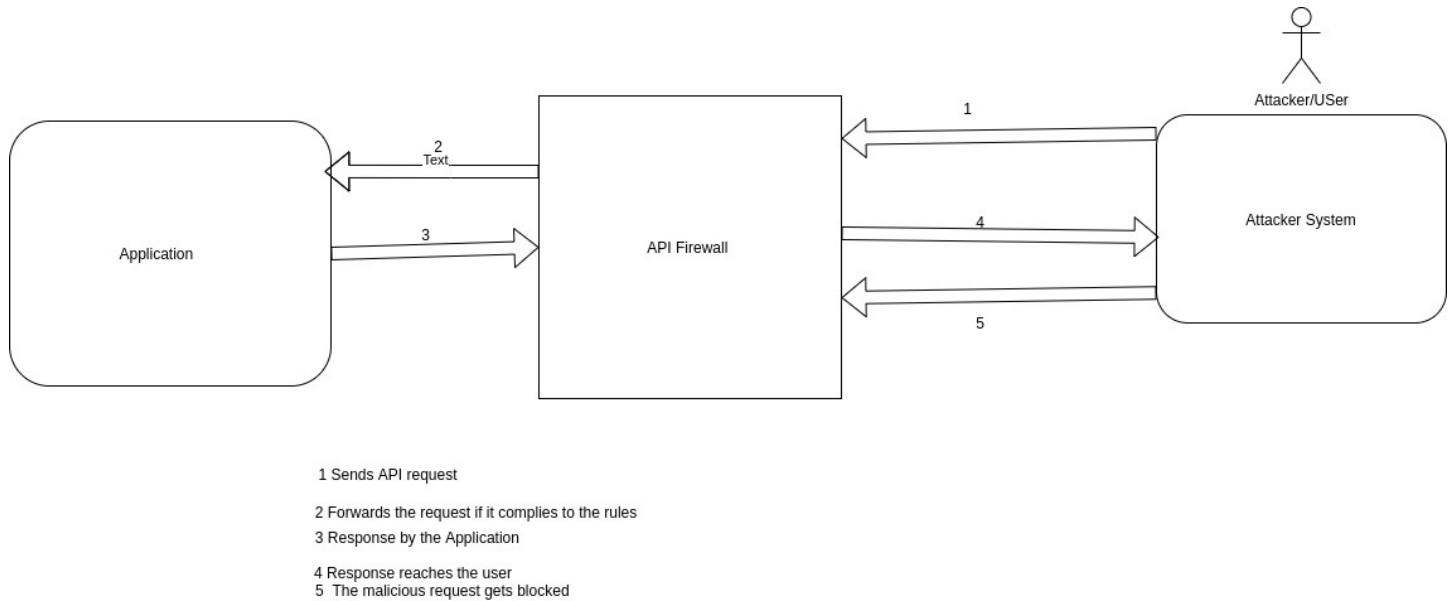 Attacker/USer
1
2
Text
Attacker System
4
3
API Firewall
Application
5
1 Sends API request
2 Forwards the request if it complies to the rules
3 Response by the Application
4 Response reaches the user
5 The malicious request gets blocked